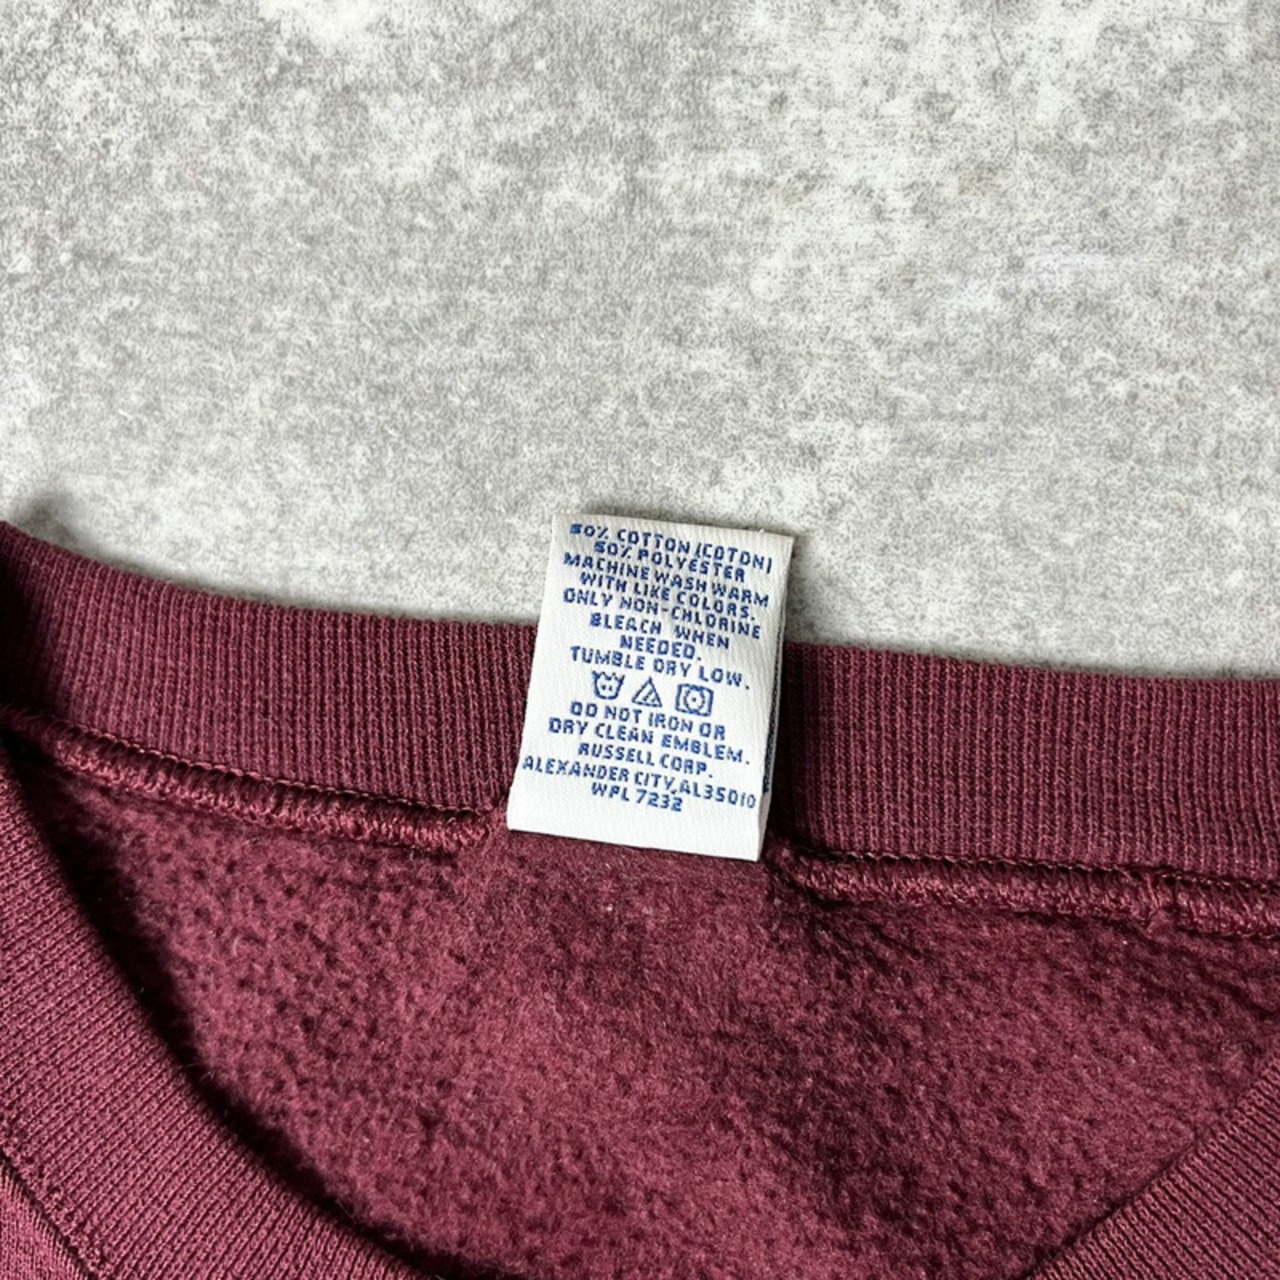 50% COTTON (COTON)
50% POLYESTER
MACHINE WASH WARM
WITH LIKE COLORS.
ONLY NON-CHLORINE
BLEACH WHEN
NEEDED.
TUMBLE DRY LOW.
DO NOT IRON OR
DRY CLEAN EMBLEM.
RUSSELL CORP.
ALEXANDER CITY,AL35010
WPL 7232